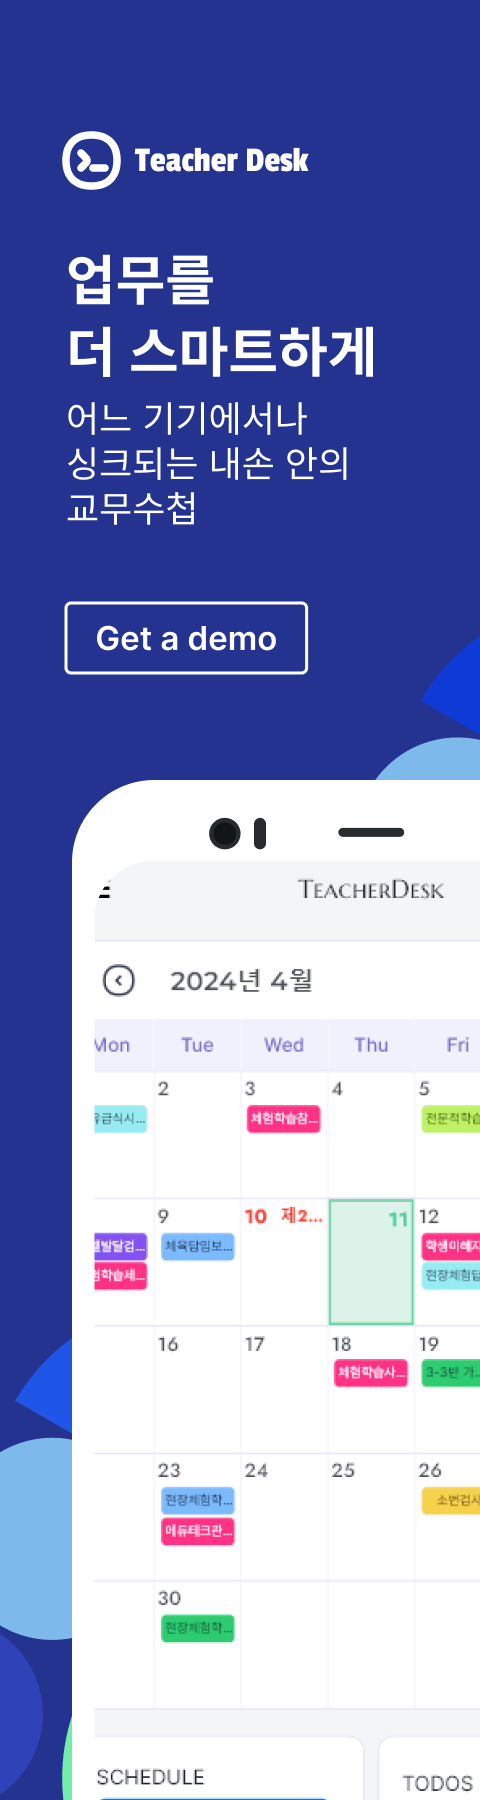 Teacher Desk
업무를
더 스마트하게
어느 기기에서나
싱크되는 내손 안의
교무수첩
Get a demo
TEACHERDESK
2024년 4월
Mon Tue Wed Thu Fri
2 3 4 5
유급식시... 체험학습참... 전문적학습
9 10 제2... 11 12
체육담임보... 학생이해자
험학습세... 현장체험답
16 17 18 19
체험학습사... 3-3반 가...
23 24 25 26
현장체험학... 소변검사
에듀테크관...
30
현장체험학...
SCHEDULE TODOS